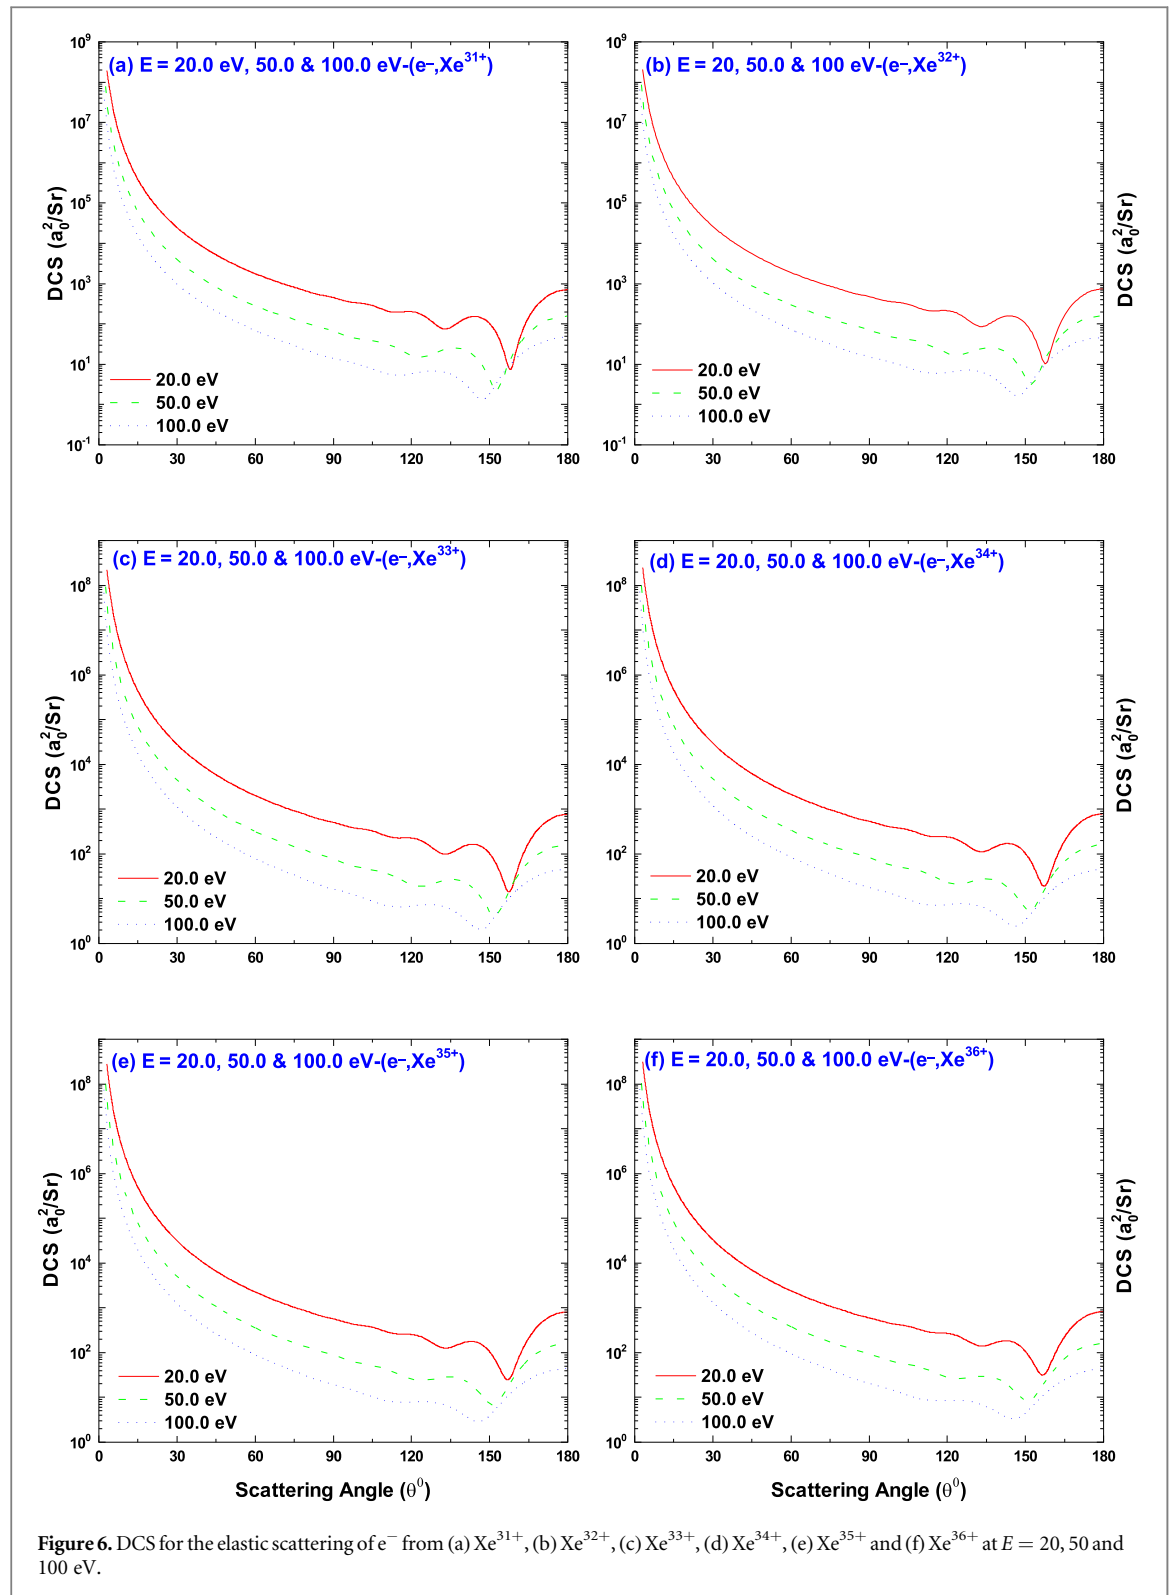 (a) E = 20.0 eV, 50.0 & 100.0 eV-(e–,Xe31+)
DCS (a₀²/Sr)
10⁹
10⁷
10⁵
10³
10¹
10⁻¹
20.0 eV
50.0 eV
100.0 eV
0 30 60 90 120 150 180
(b) E = 20, 50.0 & 100 eV-(e–,Xe32+)
DCS (a₀²/Sr)
10⁹
10⁷
10⁵
10³
10¹
10⁻¹
20.0 eV
50.0 eV
100.0 eV
0 30 60 90 120 150 180
(c) E = 20.0, 50.0 & 100.0 eV-(e–,Xe33+)
DCS (a₀²/Sr)
10⁸
10⁶
10⁴
10²
10⁰
20.0 eV
50.0 eV
100.0 eV
0 30 60 90 120 150 180
(d) E = 20.0, 50.0 & 100.0 eV-(e–,Xe34+)
DCS (a₀²/Sr)
10⁸
10⁶
10⁴
10²
10⁰
20.0 eV
50.0 eV
100.0 eV
0 30 60 90 120 150 180
(e) E = 20.0, 50.0 & 100.0 eV-(e–,Xe35+)
DCS (a₀²/Sr)
10⁸
10⁶
10⁴
10²
10⁰
20.0 eV
50.0 eV
100.0 eV
0 30 60 90 120 150 180
Scattering Angle (θ⁰)
(f) E = 20.0, 50.0 & 100.0 eV-(e–,Xe36+)
DCS (a₀²/Sr)
10⁸
10⁶
10⁴
10²
10⁰
20.0 eV
50.0 eV
100.0 eV
0 30 60 90 120 150 180
Scattering Angle (θ⁰)
Figure 6. DCS for the elastic scattering of e⁻ from (a) Xe³¹⁺, (b) Xe³²⁺, (c) Xe³³⁺, (d) Xe³⁴⁺, (e) Xe³⁵⁺ and (f) Xe³⁶⁺ at E = 20, 50 and
100 eV.